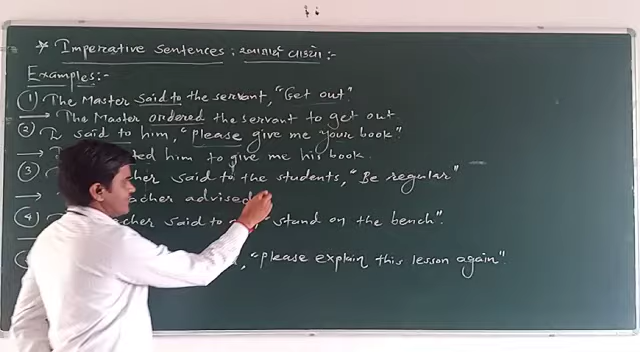 * Imperative Sentences : આજ્ઞાર્થ વાક્યો :-
Examples:-
① The Master said to the servant, "Get out".
→ The Master ordered the servant to get out.
② I said to him, "please give me your book".
→ I ted him to give me his book.
③ T cher said to the students, "Be regular"
→ acher advised
④ T eacher said to "stand on the bench".
, "please explain this lesson again".